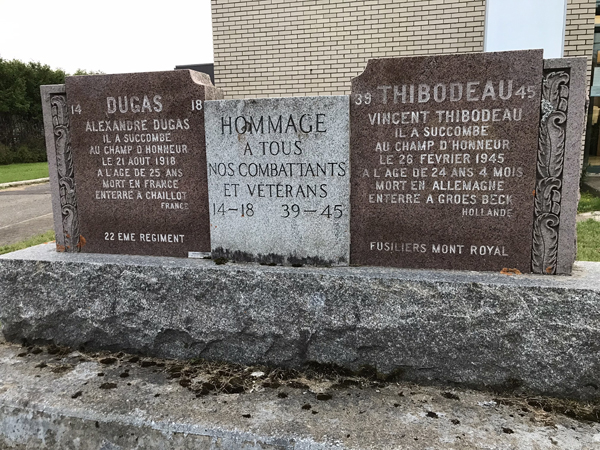 14 DUGAS 18
ALEXANDRE DUGAS
IL A SUCCOMBE
AU CHAMP D'HONNEUR
LE 21 AOUT 1918
A L'AGE DE 25 ANS
MORT EN FRANCE
ENTERRE A CHAILLOT
FRANCE
22 EME REGIMENT
HOMMAGE
A TOUS
NOS COMBATTANTS
ET VETERANS
14-18 39-45
39 THIBODEAU 45
VINCENT THIBODEAU
IL A SUCCOMBE
AU CHAMP D'HONNEUR
LE 26 FEVRIER 1945
A L'AGE DE 24 ANS 4 MOIS
MORT EN ALLEMAGNE
ENTERRE A GROES BECK
HOLLANDE
FUSILIERS MONT ROYAL